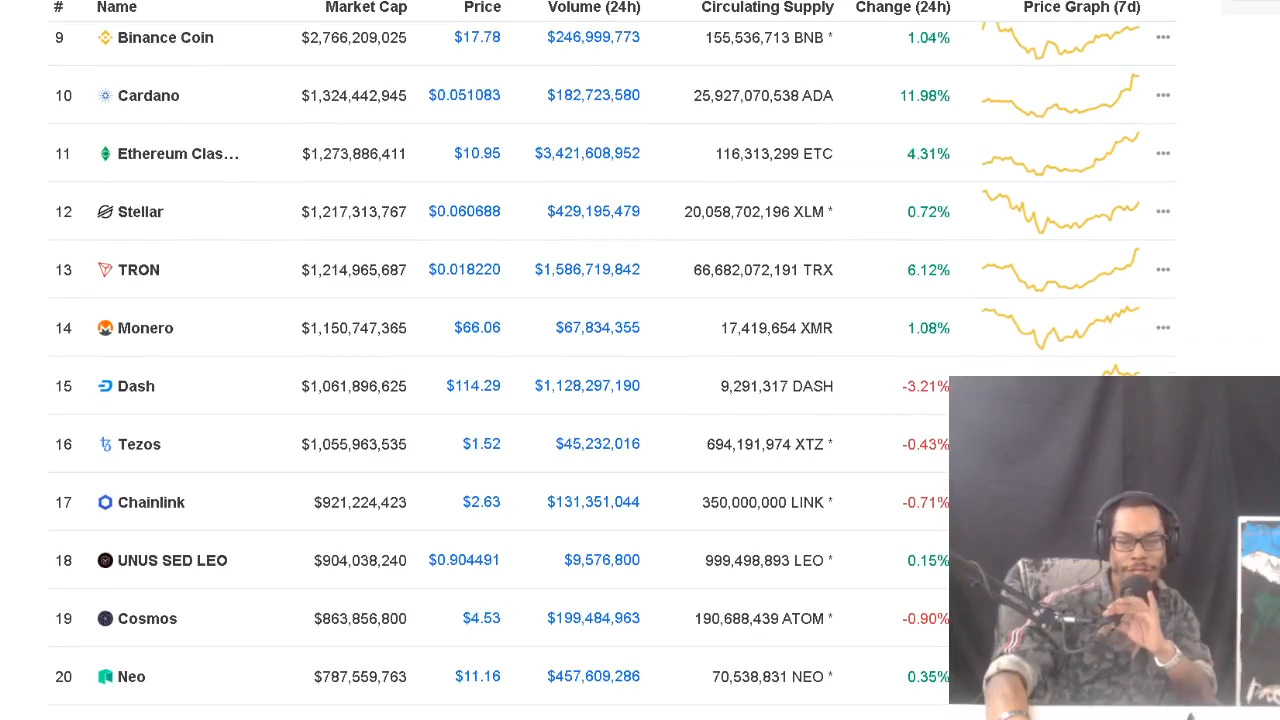 # Name Market Cap Price Volume (24h) Circulating Supply Change (24h) Price Graph (7d)
9 Binance Coin $2,766,209,025 $17.78 $246,999,773 155,536,713 BNB * 1.04%
10 Cardano $1,324,442,945 $0.051083 $182,723,580 25,927,070,538 ADA 11.98%
11 Ethereum Clas... $1,273,886,411 $10.95 $3,421,608,952 116,313,299 ETC 4.31%
12 Stellar $1,217,313,767 $0.060688 $429,195,479 20,058,702,196 XLM * 0.72%
13 TRON $1,214,965,687 $0.018220 $1,586,719,842 66,682,072,191 TRX 6.12%
14 Monero $1,150,747,365 $66.06 $67,834,355 17,419,654 XMR 1.08%
15 Dash $1,061,896,625 $114.29 $1,128,297,190 9,291,317 DASH -3.21%
16 Tezos $1,055,963,535 $1.52 $45,232,016 694,191,974 XTZ * -0.43%
17 Chainlink $921,224,423 $2.63 $131,351,044 350,000,000 LINK * -0.71%
18 UNUS SED LEO $904,038,240 $0.904491 $9,576,800 999,498,893 LEO * 0.15%
19 Cosmos $863,856,800 $4.53 $199,484,963 190,688,439 ATOM * -0.90%
20 Neo $787,559,763 $11.16 $457,609,286 70,538,831 NEO * 0.35%